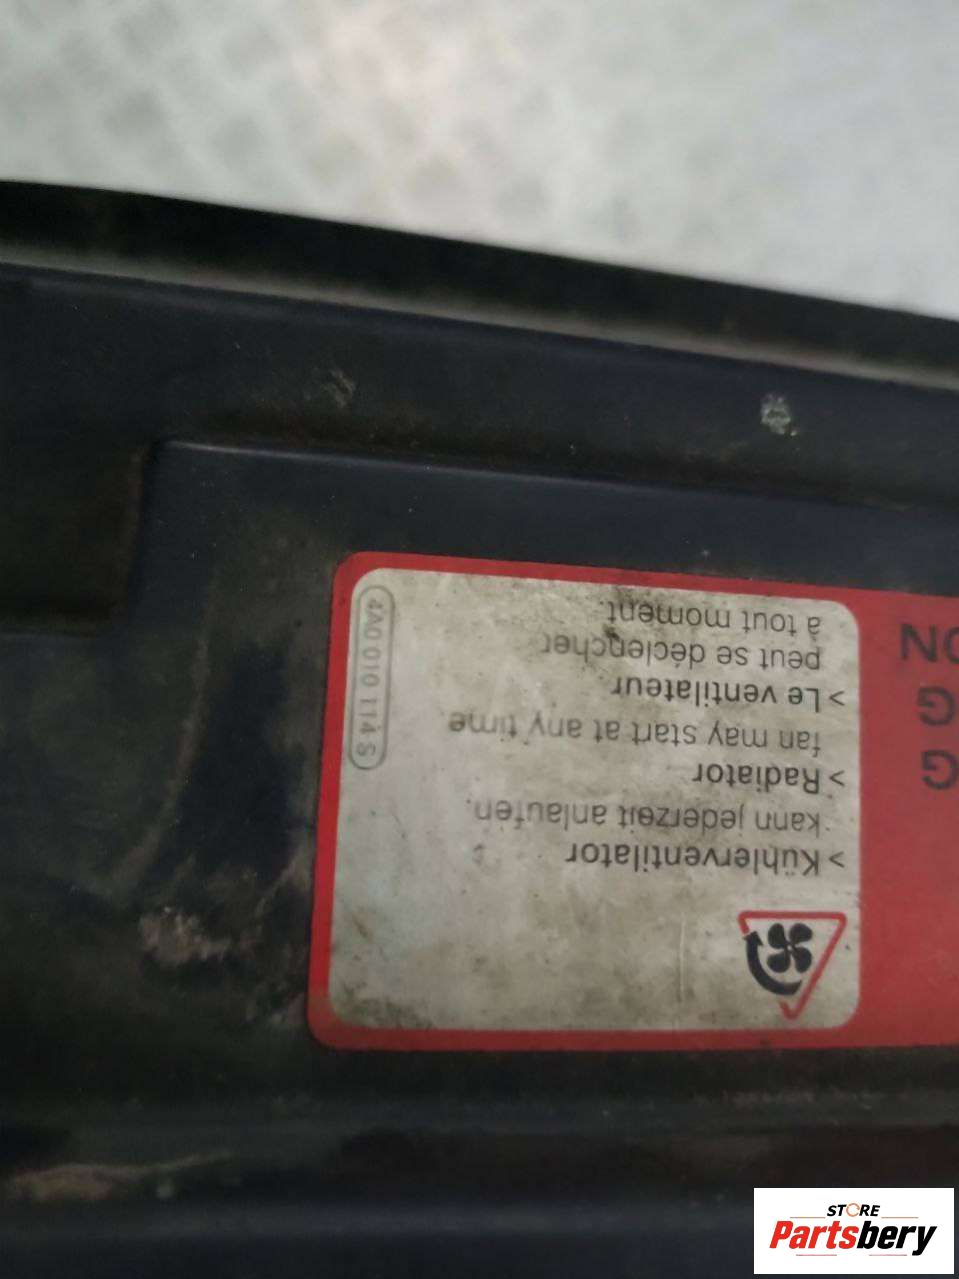 > Kühlerventilator
kann jederzeit anlaufen.
> Radiator
fan may start at any time
> Le ventilateur
peut se déclencher
à tout moment.
4A0 010 114 S
G
G
ON
STORE
Partsbery